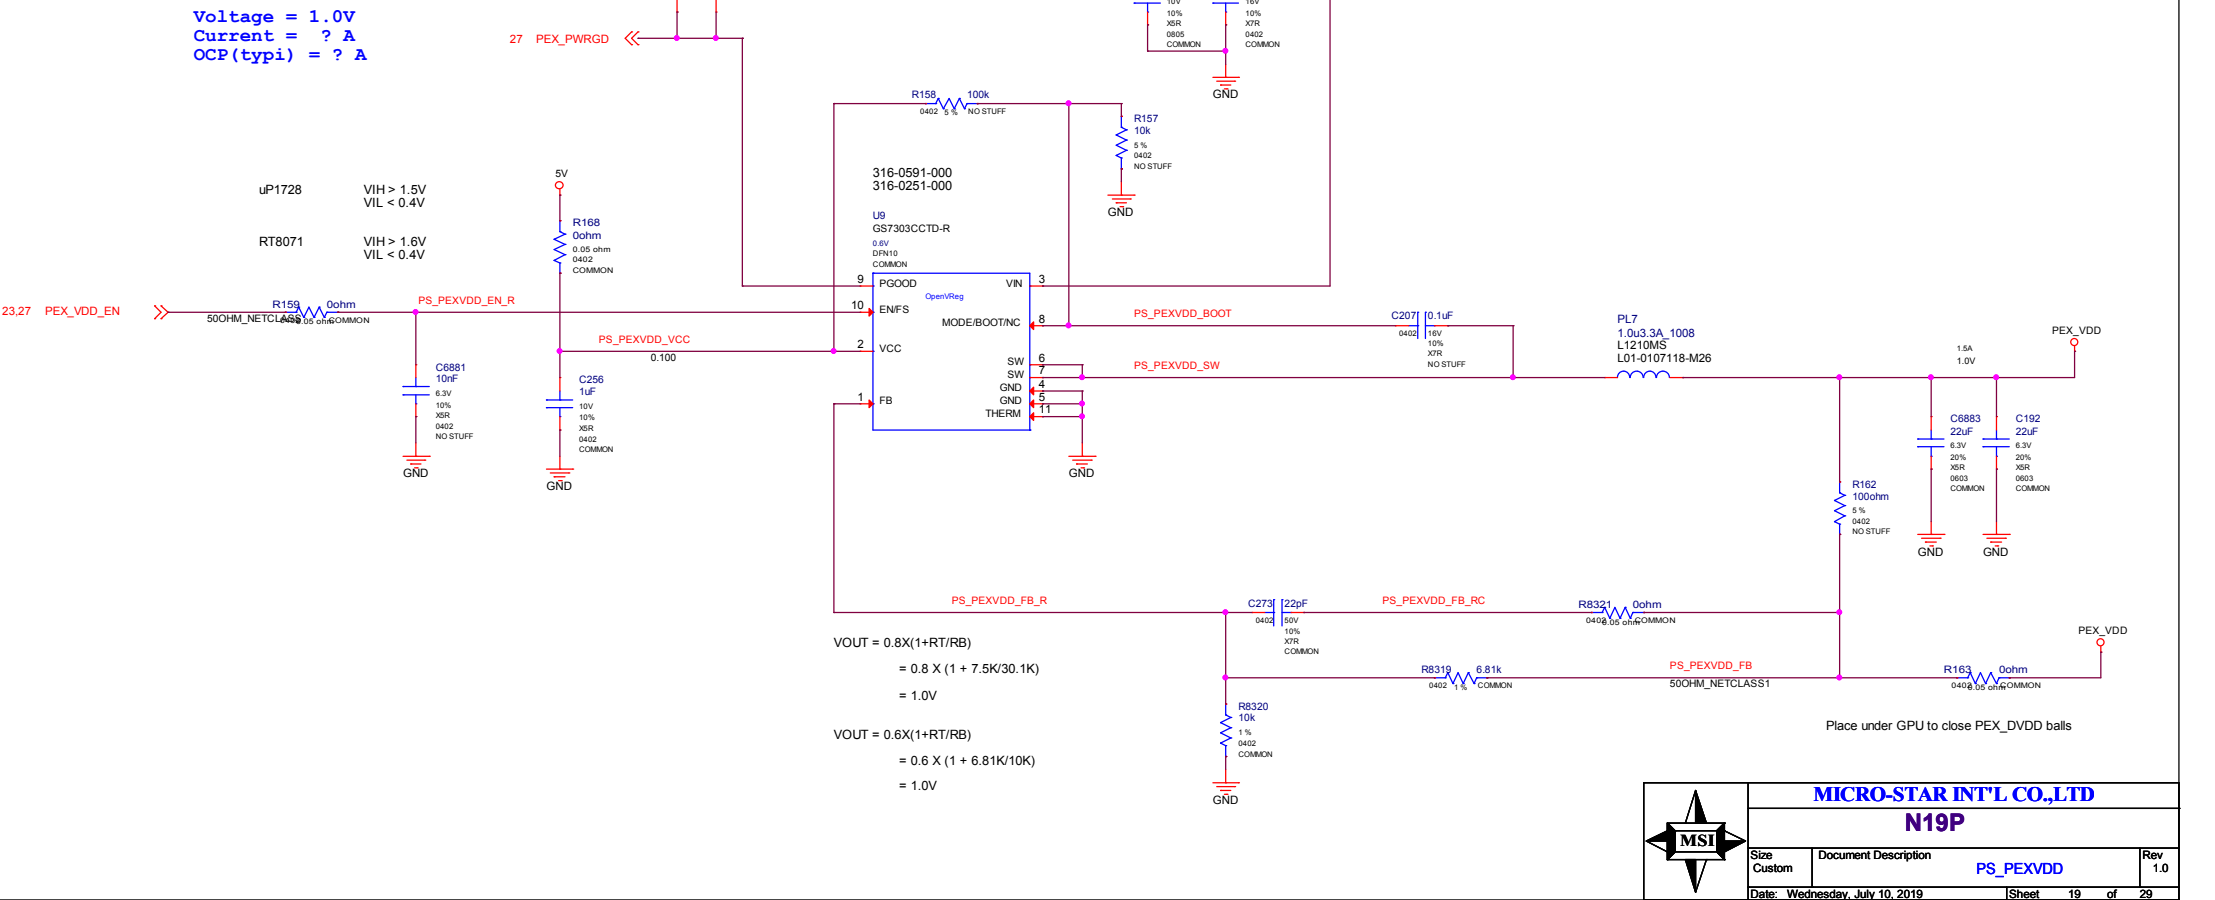 Voltage = 1.0V
Current =  ? A
OCP(typi) = ? A
27 PEX_PWRGD
10V
10%
X5R
0805
COMMON
16V
10%
X7R
0402
COMMON
GND
R158 100k
0402 5% NO STUFF
R157
10k
5 %
0402
NO STUFF
GND
uP1728 VIH > 1.5V
VIL < 0.4V
RT8071 VIH > 1.6V
VIL < 0.4V
5V
R168
0ohm
0.05 ohm
0402
COMMON
316-0591-000
316-0251-000
U9
GS7303CCTD-R
0.6V
DFN10
COMMON
OpenVReg
9 PGOOD
10 EN/FS
2 VCC
1 FB
VIN 3
MODE/BOOT/NC 8
SW 6
SW 7
GND 4
GND 5
THERM 11
GND
23,27 PEX_VDD_EN
R159 0ohm
50OHM_NETCLASS
0402 0.05 ohm COMMON
PS_PEXVDD_EN_R
PS_PEXVDD_VCC
0.100
C6881
10nF
6.3V
10%
X5R
0402
NO STUFF
GND
C256
1uF
10V
10%
X5R
0402
COMMON
GND
PS_PEXVDD_BOOT
C207 0.1uF
0402 16V
10%
X7R
NO STUFF
PS_PEXVDD_SW
PL7
1.0u3.3A_1008
L1210MS
L01-0107118-M26
PEX_VDD
1.5A
1.0V
C6883
22uF
6.3V
20%
X5R
0603
COMMON
GND
C192
22uF
6.3V
20%
X5R
0603
COMMON
GND
R162
100ohm
5 %
0402
NO STUFF
PS_PEXVDD_FB_R
C273 22pF
0402 50V
10%
X7R
COMMON
PS_PEXVDD_FB_RC
R8321 0ohm
0402 0.05 ohm COMMON
R8319 6.81k
0402 1 % COMMON
PS_PEXVDD_FB
50OHM_NETCLASS1
R163 0ohm
0402 0.05 ohm COMMON
PEX_VDD
R8320
10k
1 %
0402
COMMON
GND
VOUT = 0.8X(1+RT/RB)
= 0.8 X (1 + 7.5K/30.1K)
= 1.0V
VOUT = 0.6X(1+RT/RB)
= 0.6 X (1 + 6.81K/10K)
= 1.0V
Place under GPU to close PEX_DVDD balls
MSI
MICRO-STAR INT'L CO.,LTD
N19P
Size
Custom
Document Description
PS_PEXVDD
Rev
1.0
Date: Wednesday, July 10, 2019
Sheet 19 of 29